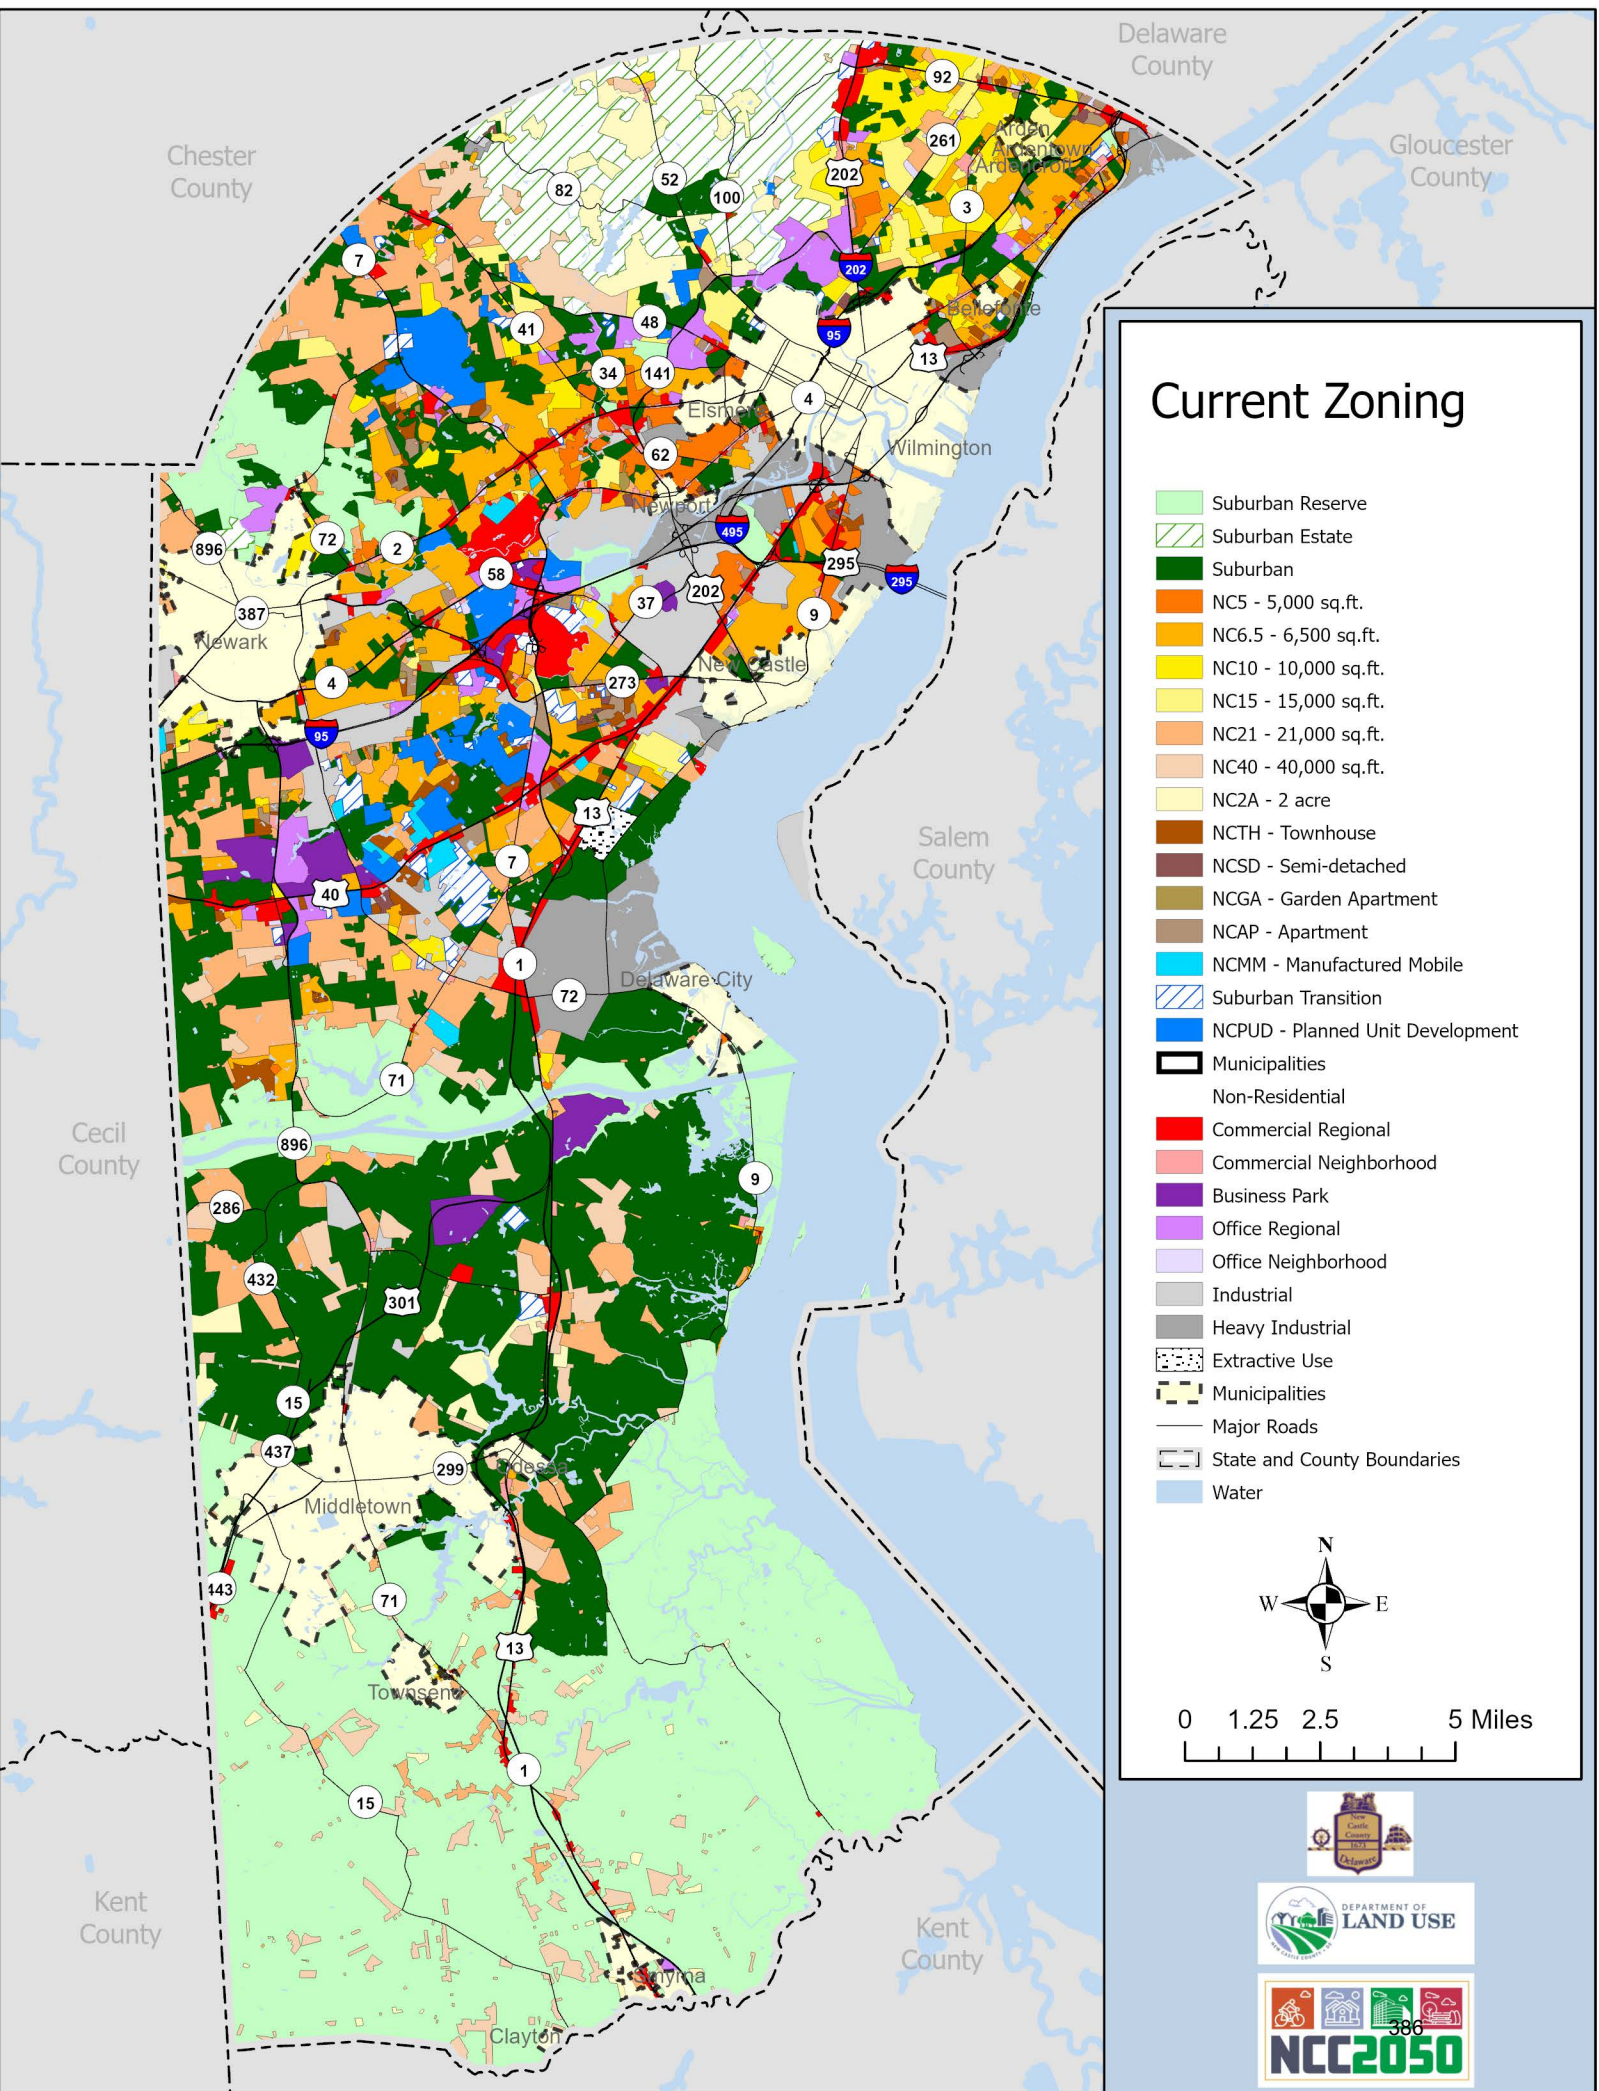 Delaware
County
Chester
County
Gloucester
County
Salem
County
Cecil
County
Kent
County
Kent
County
92
261
Arden
Ardentown
Ardencroft
202
82
52
100
3
7
202
41
48
95
Bellefonte
13
34
141
4
Elsmere
62
Wilmington
Newport
896
72
2
495
58
295
295
387
37
202
9
Newark
4
273
New Castle
95
13
7
40
1
72
Delaware City
71
896
9
286
432
301
15
437
299
Odessa
Middletown
443
71
13
Townsend
1
15
Smyrna
Clayton
Current Zoning
Suburban Reserve
Suburban Estate
Suburban
NC5 - 5,000 sq.ft.
NC6.5 - 6,500 sq.ft.
NC10 - 10,000 sq.ft.
NC15 - 15,000 sq.ft.
NC21 - 21,000 sq.ft.
NC40 - 40,000 sq.ft.
NC2A - 2 acre
NCTH - Townhouse
NCSD - Semi-detached
NCGA - Garden Apartment
NCAP - Apartment
NCMM - Manufactured Mobile
Suburban Transition
NCPUD - Planned Unit Development
Municipalities
Non-Residential
Commercial Regional
Commercial Neighborhood
Business Park
Office Regional
Office Neighborhood
Industrial
Heavy Industrial
Extractive Use
Municipalities
Major Roads
State and County Boundaries
Water
N
W E
S
0 1.25 2.5 5 Miles
New
Castle
County
1673
Delaware
DEPARTMENT OF
LAND USE
386
NCC2050